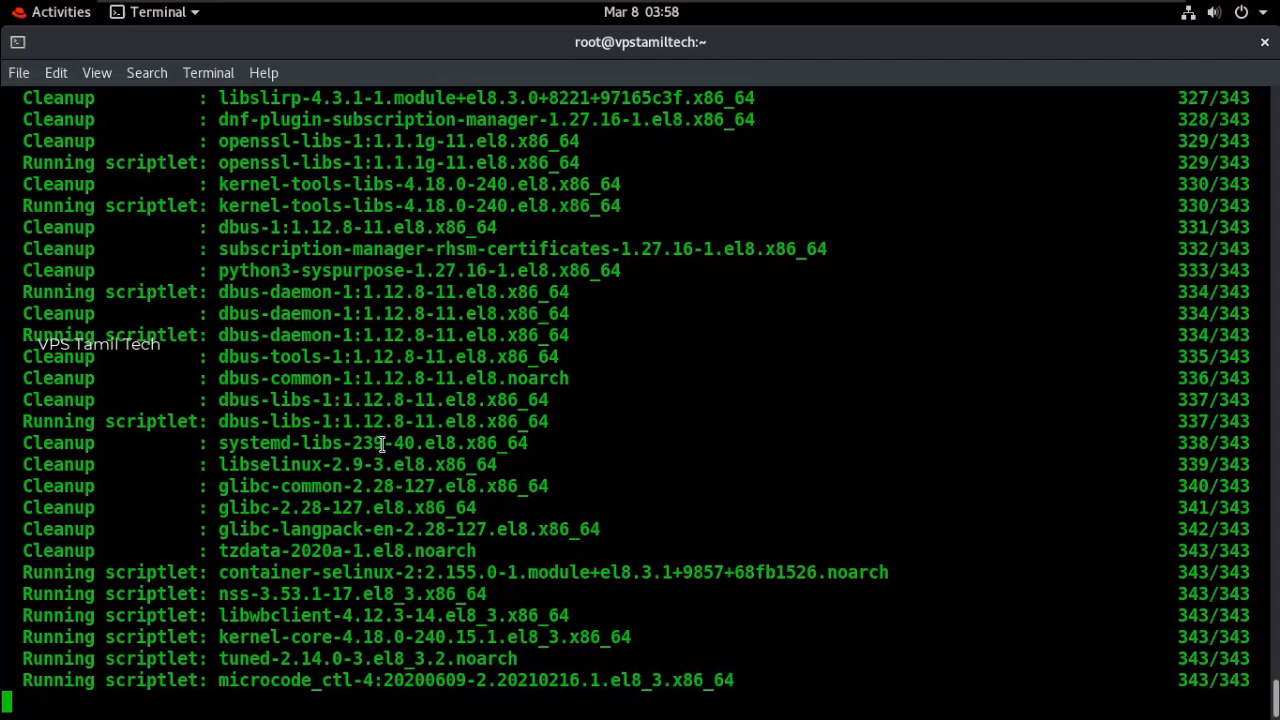 Activities Terminal Mar 8 03:58
root@vpstamiltech:~
File Edit View Search Terminal Help
Cleanup : libslirp-4.3.1-1.module+el8.3.0+8221+97165c3f.x86_64 327/343
Cleanup : dnf-plugin-subscription-manager-1.27.16-1.el8.x86_64 328/343
Cleanup : openssl-libs-1:1.1.1g-11.el8.x86_64 329/343
Running scriptlet: openssl-libs-1:1.1.1g-11.el8.x86_64 329/343
Cleanup : kernel-tools-libs-4.18.0-240.el8.x86_64 330/343
Running scriptlet: kernel-tools-libs-4.18.0-240.el8.x86_64 330/343
Cleanup : dbus-1:1.12.8-11.el8.x86_64 331/343
Cleanup : subscription-manager-rhsm-certificates-1.27.16-1.el8.x86_64 332/343
Cleanup : python3-syspurpose-1.27.16-1.el8.x86_64 333/343
Running scriptlet: dbus-daemon-1:1.12.8-11.el8.x86_64 334/343
Cleanup : dbus-daemon-1:1.12.8-11.el8.x86_64 334/343
Running scriptlet: dbus-daemon-1:1.12.8-11.el8.x86_64 334/343
VPS Tamil Tech
Cleanup : dbus-tools-1:1.12.8-11.el8.x86_64 335/343
Cleanup : dbus-common-1:1.12.8-11.el8.noarch 336/343
Cleanup : dbus-libs-1:1.12.8-11.el8.x86_64 337/343
Running scriptlet: dbus-libs-1:1.12.8-11.el8.x86_64 337/343
Cleanup : systemd-libs-239-40.el8.x86_64 338/343
Cleanup : libselinux-2.9-3.el8.x86_64 339/343
Cleanup : glibc-common-2.28-127.el8.x86_64 340/343
Cleanup : glibc-2.28-127.el8.x86_64 341/343
Cleanup : glibc-langpack-en-2.28-127.el8.x86_64 342/343
Cleanup : tzdata-2020a-1.el8.noarch 343/343
Running scriptlet: container-selinux-2:2.155.0-1.module+el8.3.1+9857+68fb1526.noarch 343/343
Running scriptlet: nss-3.53.1-17.el8_3.x86_64 343/343
Running scriptlet: libwbclient-4.12.3-14.el8_3.x86_64 343/343
Running scriptlet: kernel-core-4.18.0-240.15.1.el8_3.x86_64 343/343
Running scriptlet: tuned-2.14.0-3.el8_3.2.noarch 343/343
Running scriptlet: microcode_ctl-4:20200609-2.20210216.1.el8_3.x86_64 343/343